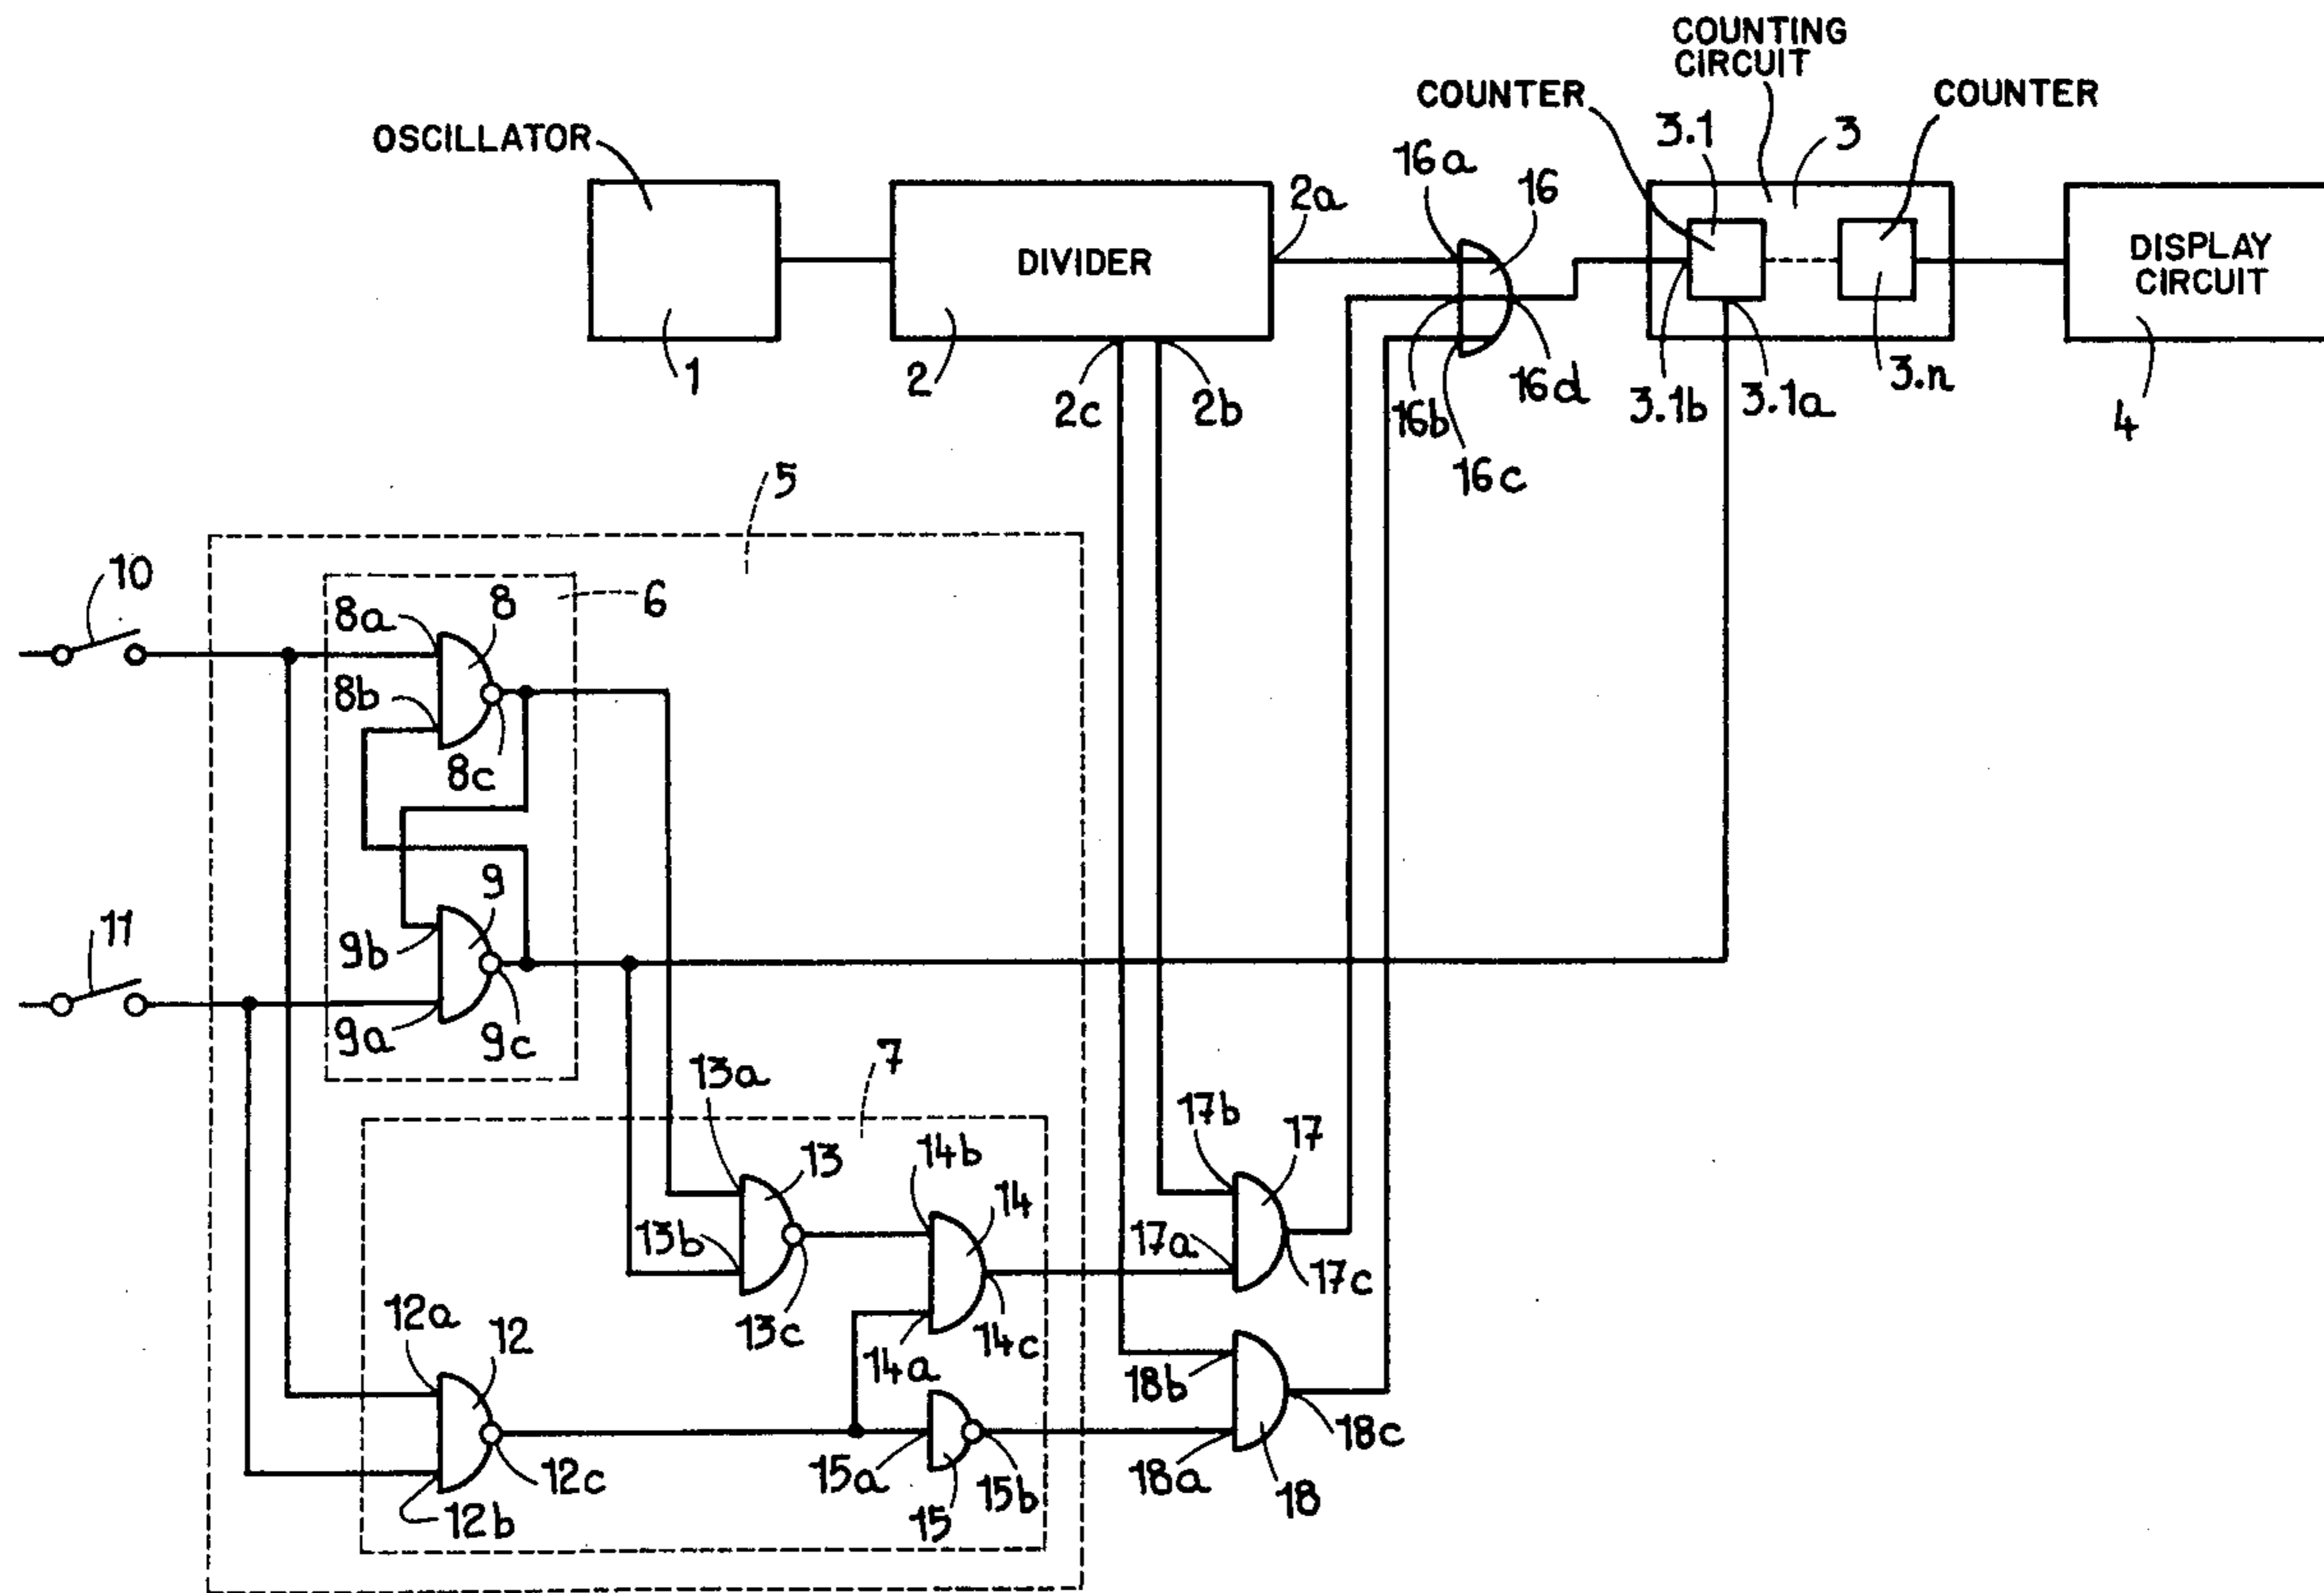 COUNTING
CIRCUIT
COUNTER
COUNTER
OSCILLATOR
3.1
3
16a
16
2a
DIVIDER
DISPLAY
CIRCUIT
1
2
2c
2b
16b
16d
3.1b
3.1a
3.n
4
16c
5
10
8a
8
6
8b
8c
11
9
9b
9a
9c
7
13a
17b
17
13
14b
14
13b
17a
17c
12a
12
13c
14a
14c
18b
18c
12c
15a
15b
18a
18
12b
15